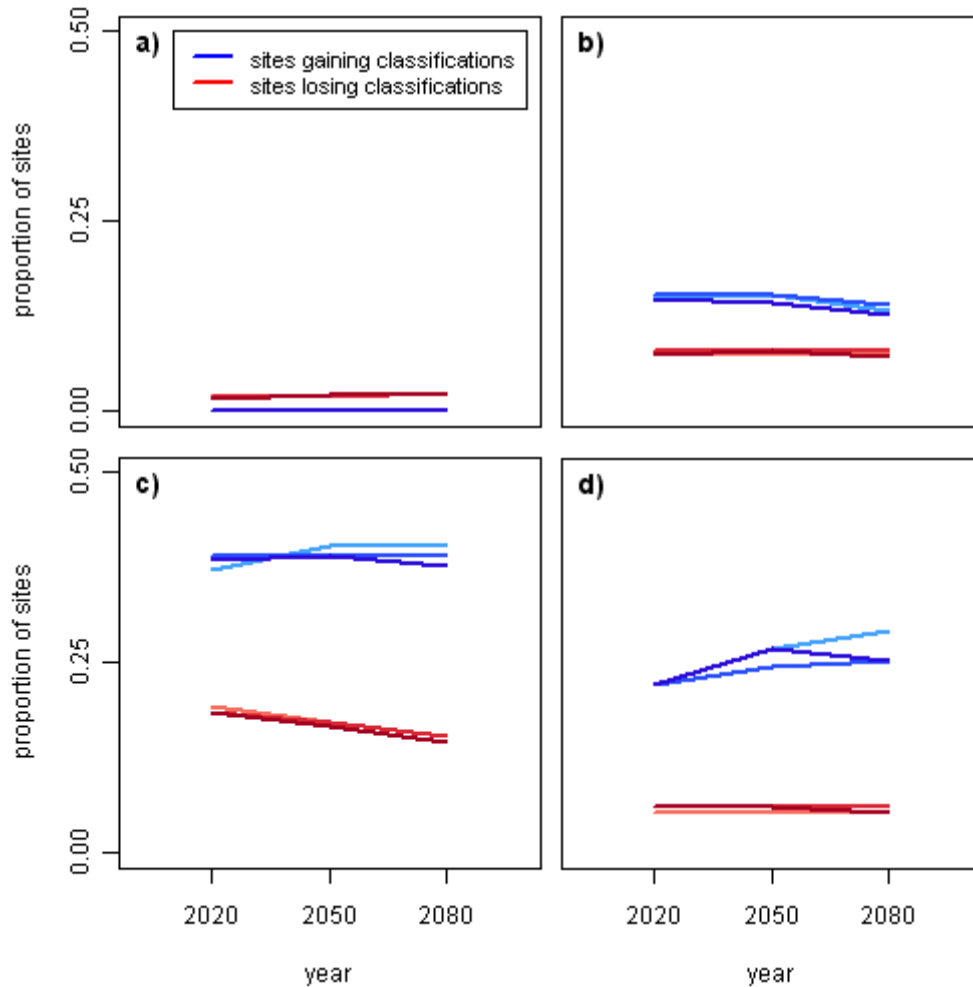 a)
sites gaining classifications
sites losing classifications
b)
0.50
0.25
0.00
proportion of sites
c)
d)
0.50
0.25
0.00
proportion of sites
2020 2050 2080
2020 2050 2080
year
year